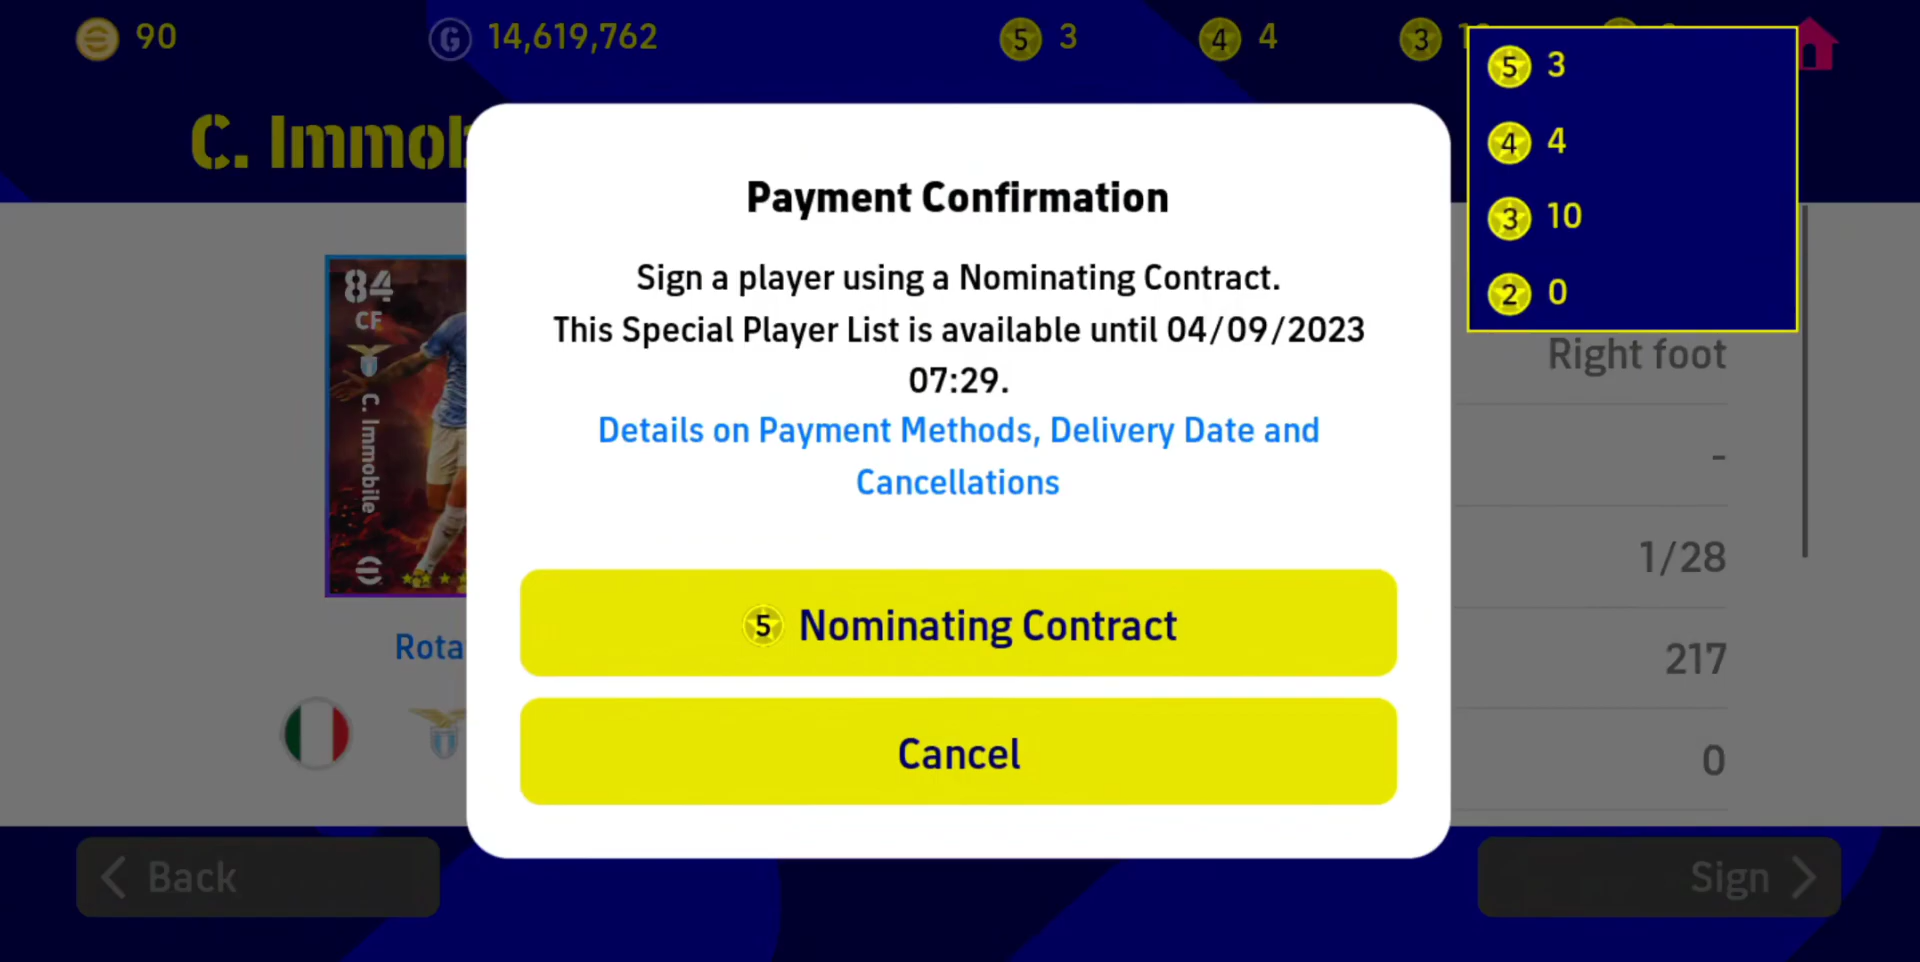 90
14,619,762
5 3
4 4
3
5 3
4 4
3 10
2 0
C. Immob
Payment Confirmation
Sign a player using a Nominating Contract.
This Special Player List is available until 04/09/2023
07:29.
Details on Payment Methods, Delivery Date and
Cancellations
5 Nominating Contract
Cancel
84
CF
C. Immobile
Rota
Right foot
-
1/28
217
0
Back
Sign